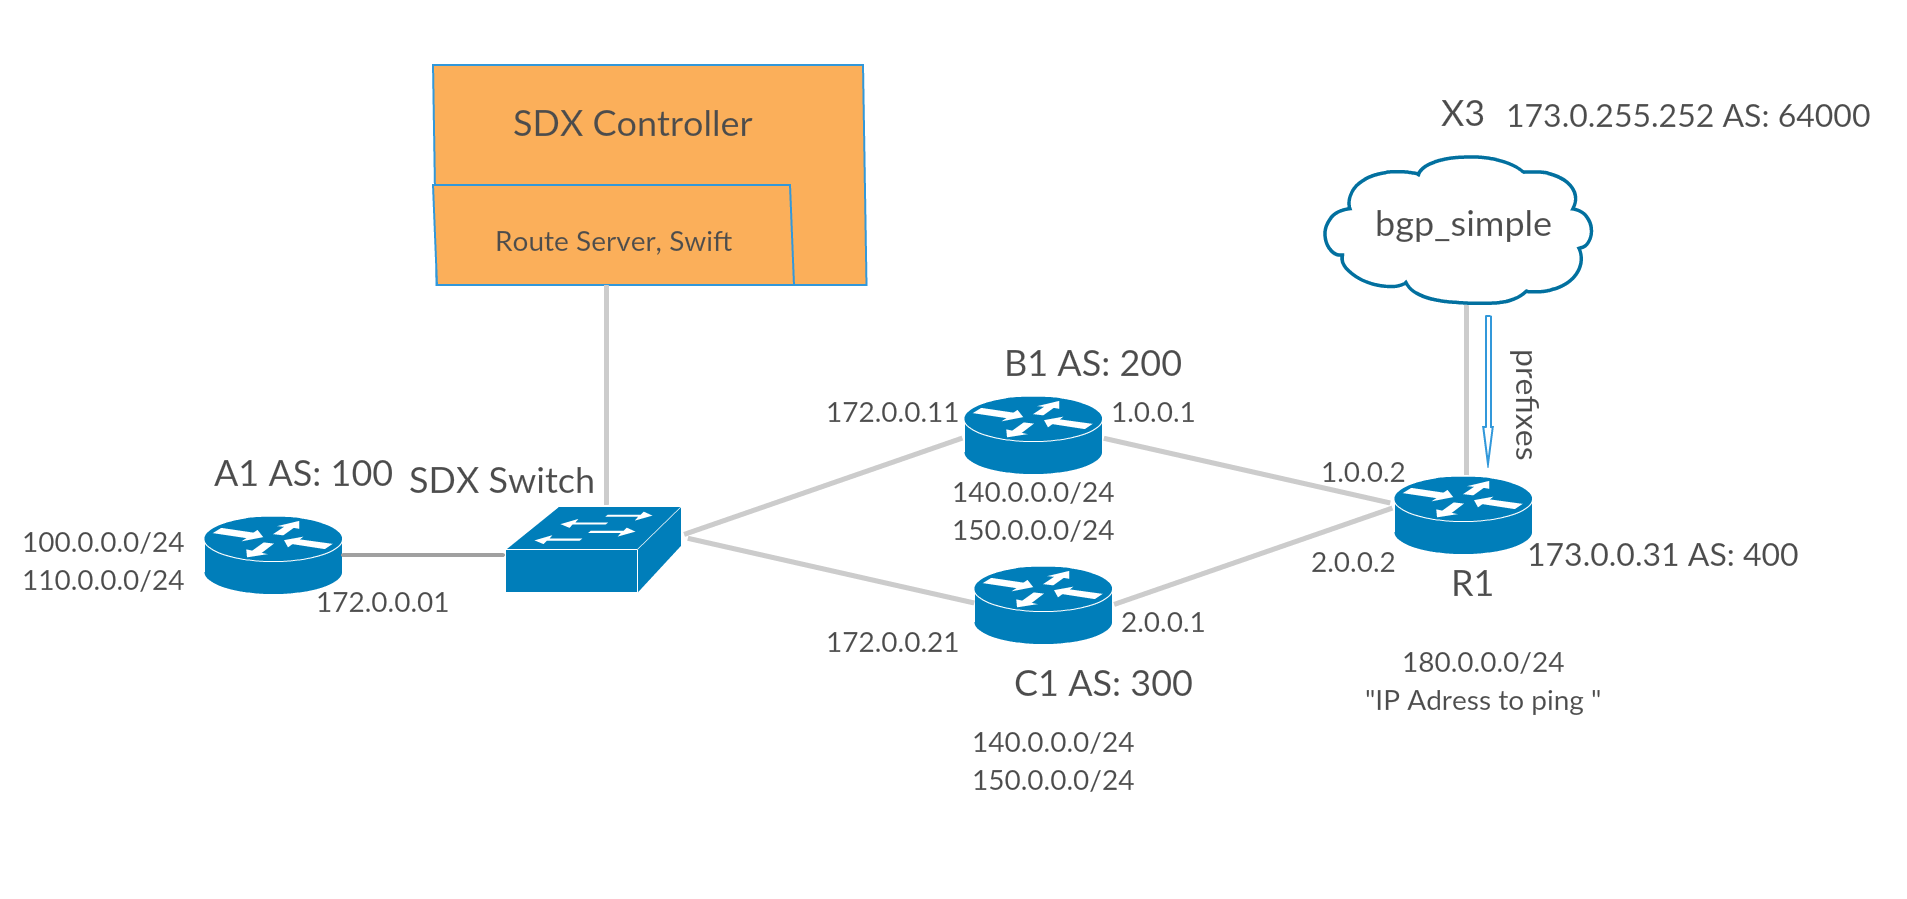 SDX Controller
Route Server, Swift
X3 173.0.255.252 AS: 64000
bgp_simple
prefixes
B1 AS: 200
172.0.0.11
1.0.0.1
140.0.0.0/24
150.0.0.0/24
A1 AS: 100
SDX Switch
100.0.0.0/24
110.0.0.0/24
172.0.0.01
1.0.0.2
2.0.0.2
173.0.0.31 AS: 400
R1
172.0.0.21
2.0.0.1
C1 AS: 300
140.0.0.0/24
150.0.0.0/24
180.0.0.0/24
"IP Adress to ping "